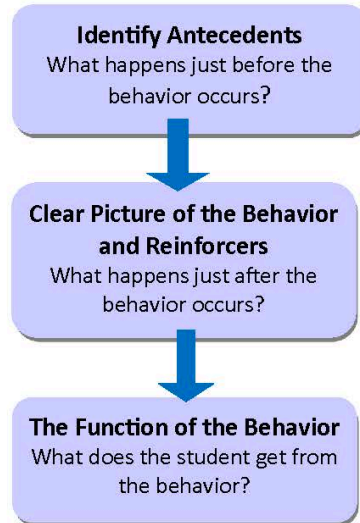 Identify Antecedents
What happens just before the
behavior occurs?
Clear Picture of the Behavior
and Reinforcers
What happens just after the
behavior occurs?
The Function of the Behavior
What does the student get from
the behavior?